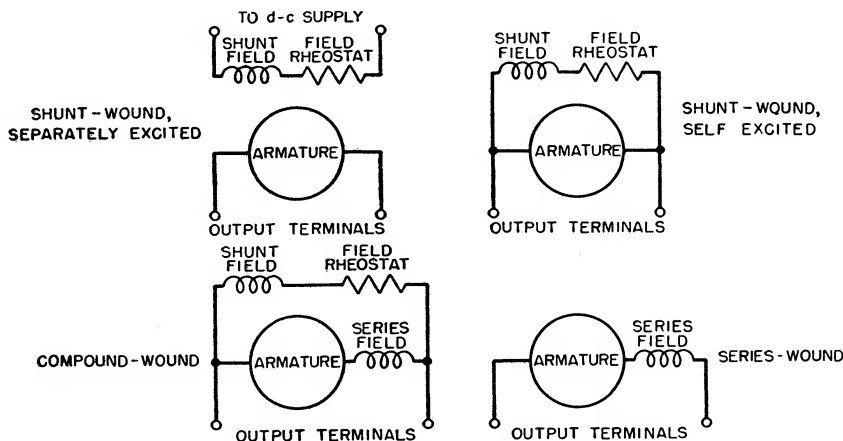 TO d-c SUPPLY
SHUNT
FIELD
FIELD
RHEOSTAT
SHUNT-WOUND,
SEPARATELY EXCITED
ARMATURE
OUTPUT TERMINALS
SHUNT
FIELD
FIELD
RHEOSTAT
ARMATURE
SHUNT-WOUND,
SELF EXCITED
OUTPUT TERMINALS
SHUNT
FIELD
FIELD
RHEOSTAT
COMPOUND-WOUND
ARMATURE
SERIES
FIELD
OUTPUT TERMINALS
ARMATURE
SERIES
FIELD
SERIES-WOUND
OUTPUT TERMINALS